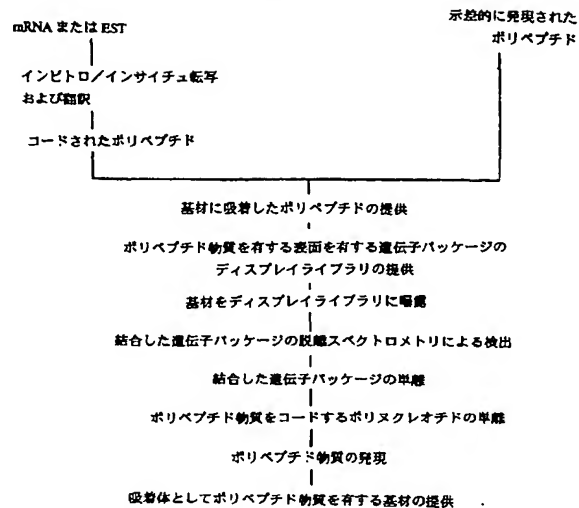 mRNA または EST
示控的に発現された
ポリペプチド
インビトロ/インサイチュ転写
および翻訳
コードされたポリペプチド
基材に吸着したポリペプチドの提供
ポリペプチド物質を有する表面を有する遺伝子パッケージの
ディスプレイライブラリの提供
基材をディスプレイライブラリに曝露
結合した遺伝子パッケージの脱離スペクトロメトリによる検出
結合した遺伝子パッケージの単離
ポリペプチド物質をコードするポリヌクレオチドの単離
ポリペプチド物質の発現
吸着体としてポリペプチド物質を有する基材の提供